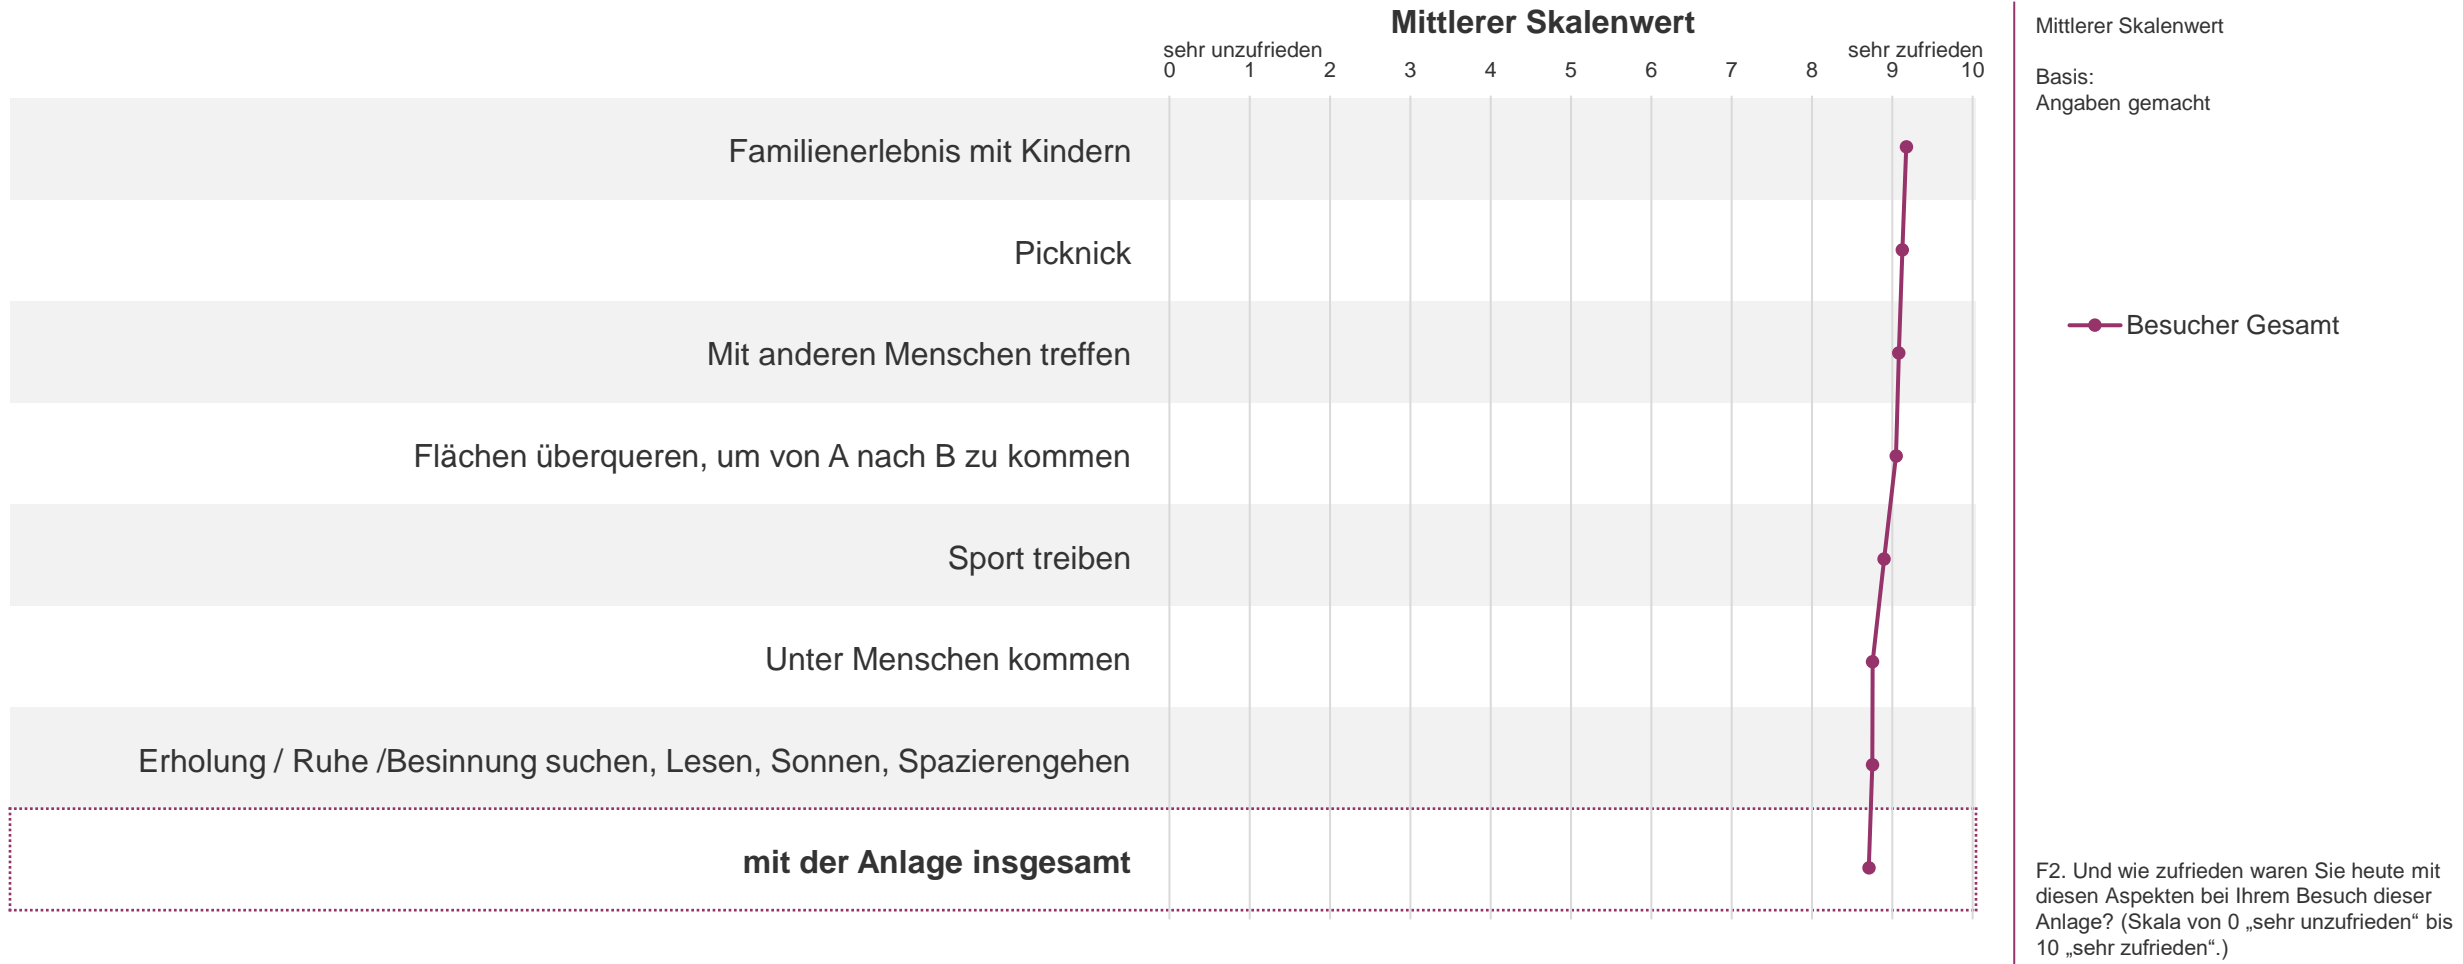 Mittlerer Skalenwert
sehr unzufrieden
sehr zufrieden
0 1 2 3 4 5 6 7 8 9 10
Familienerlebnis mit Kindern
Picknick
Mit anderen Menschen treffen
Flächen überqueren, um von A nach B zu kommen
Sport treiben
Unter Menschen kommen
Erholung / Ruhe /Besinnung suchen, Lesen, Sonnen, Spazierengehen
mit der Anlage insgesamt
Mittlerer Skalenwert
Basis:
Angaben gemacht
Besucher Gesamt
F2. Und wie zufrieden waren Sie heute mit
diesen Aspekten bei Ihrem Besuch dieser
Anlage? (Skala von 0 „sehr unzufrieden“ bis
10 „sehr zufrieden“.)